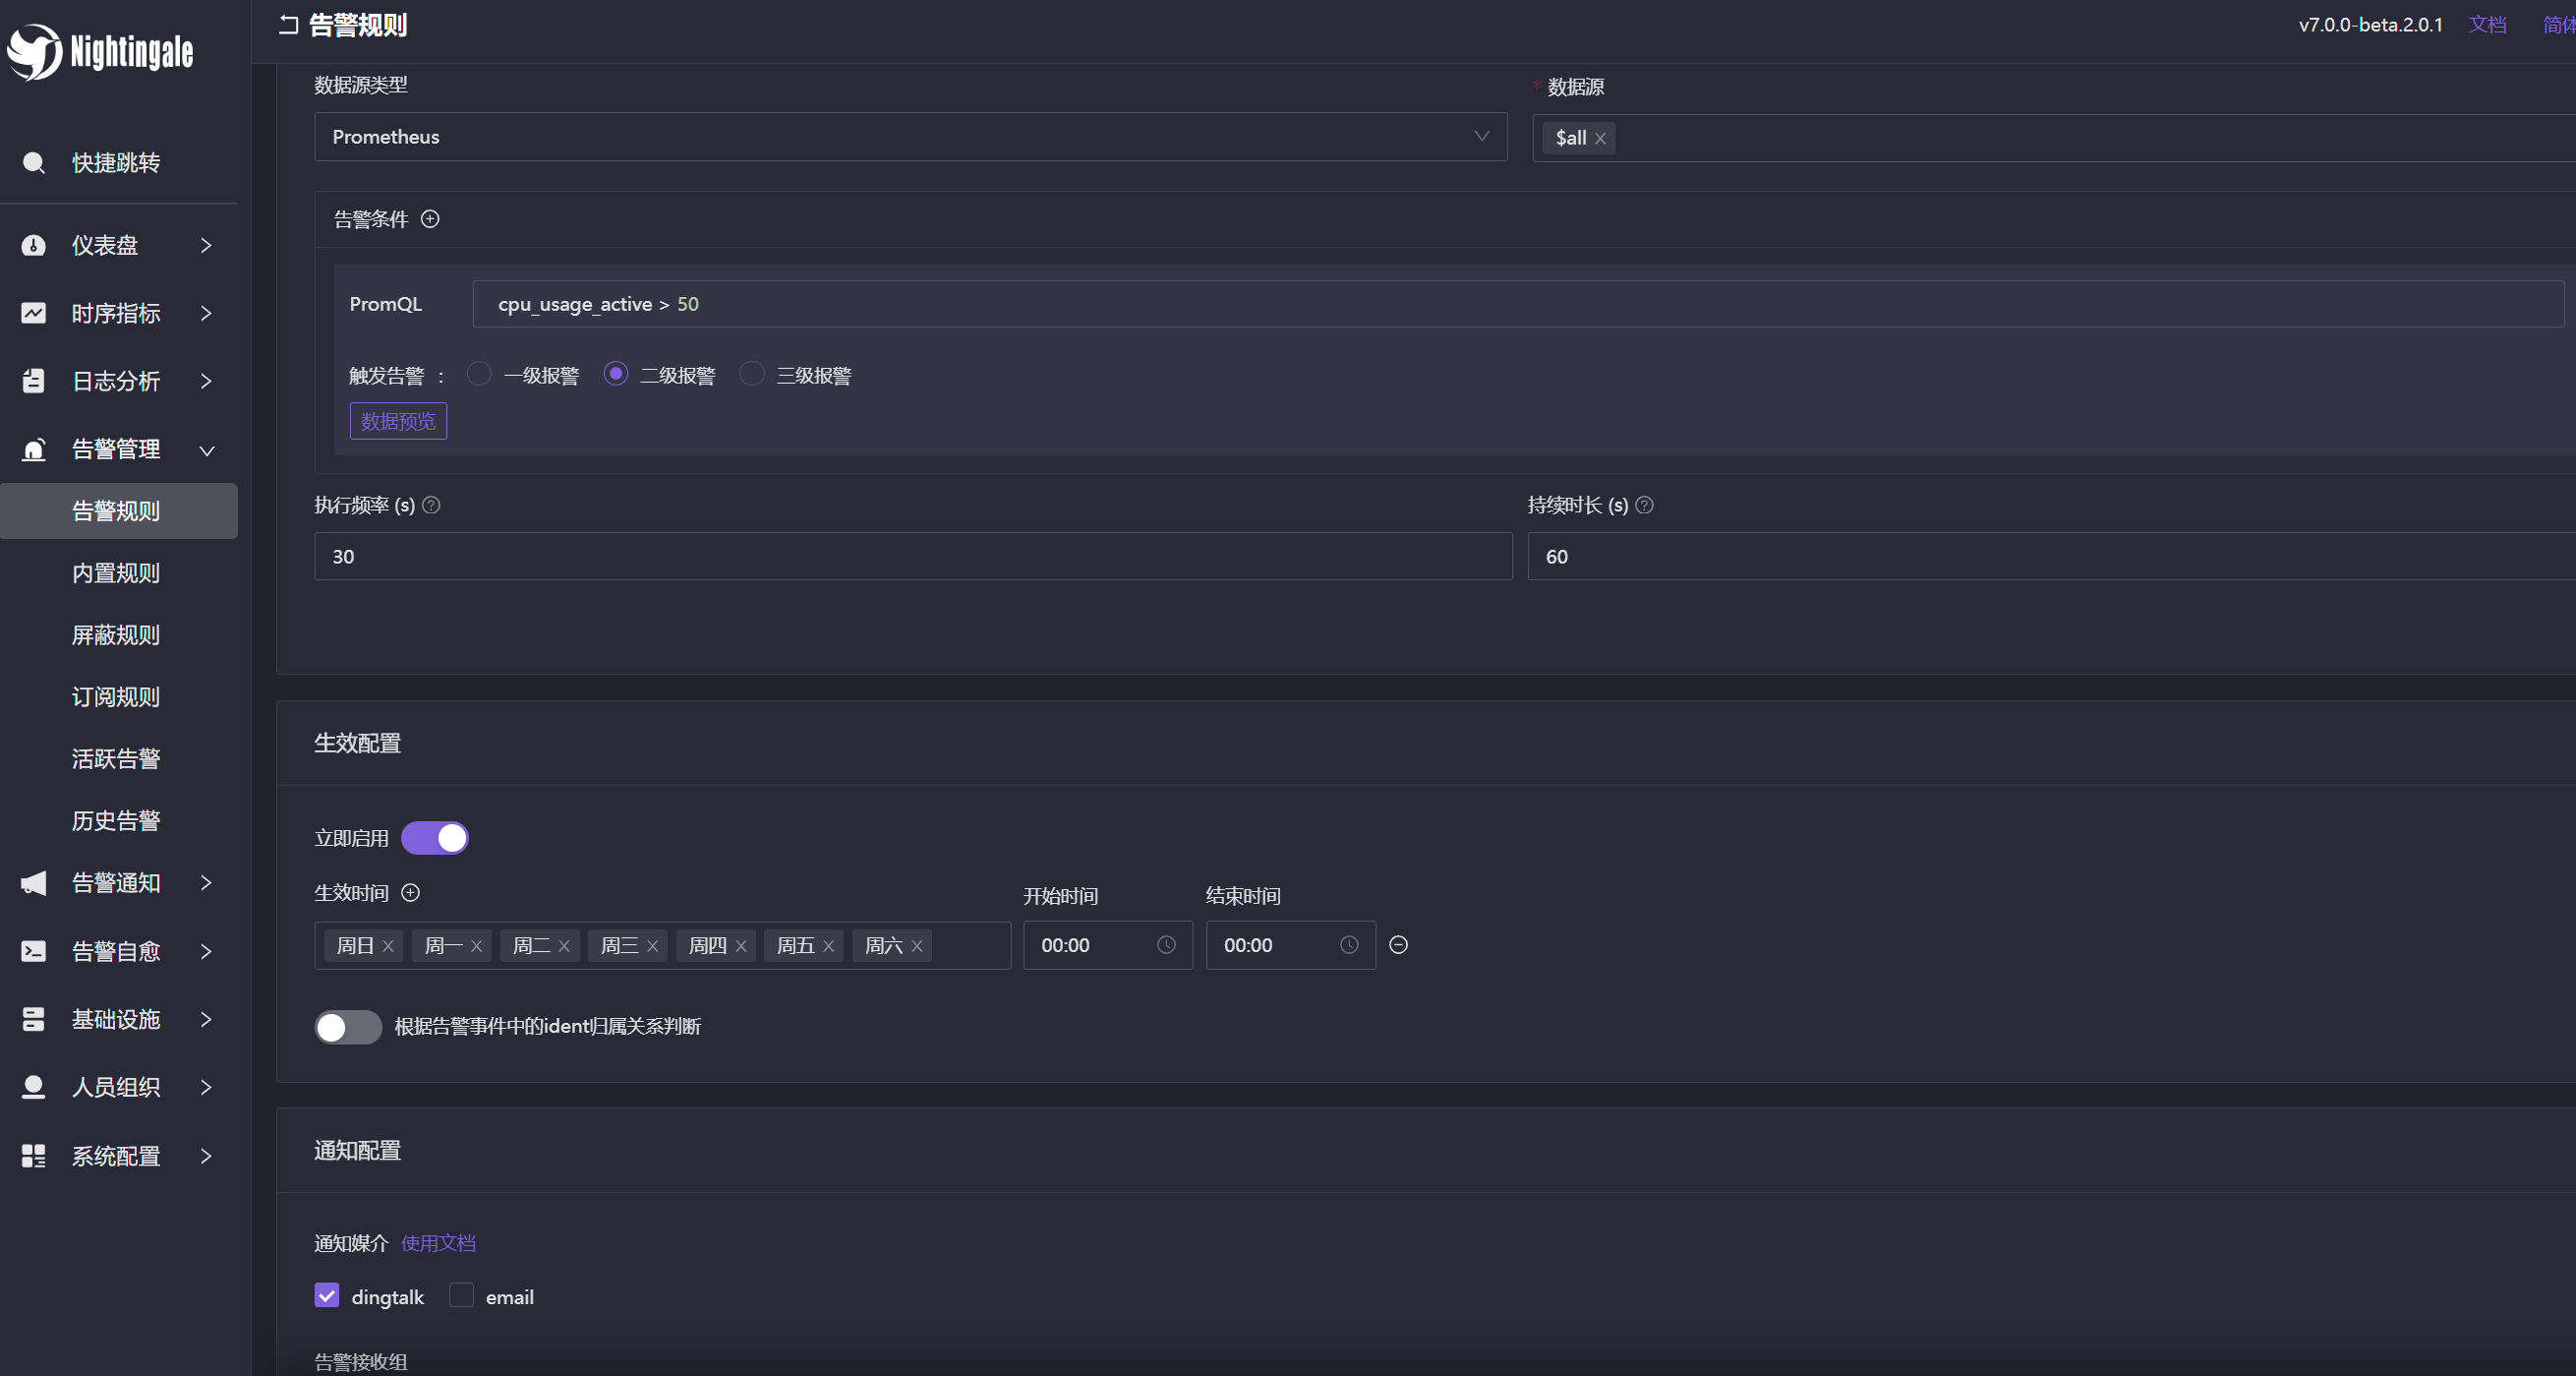 Nightingale
快捷跳转
仪表盘
时序指标
日志分析
告警管理
告警规则
内置规则
屏蔽规则
订阅规则
活跃告警
历史告警
告警通知
告警自愈
基础设施
人员组织
系统配置
告警规则
v7.0.0-beta.2.0.1 文档 简体
数据源类型
Prometheus
* 数据源
$all
告警条件
PromQL cpu_usage_active > 50
触发告警 : 一级报警 二级报警 三级报警
数据预览
执行频率 (s)
30
持续时长 (s)
60
生效配置
立即启用
生效时间 开始时间 结束时间
周日 周一 周二 周三 周四 周五 周六 00:00 00:00
根据告警事件中的ident归属关系判断
通知配置
通知媒介 使用文档
dingtalk email
告警接收组